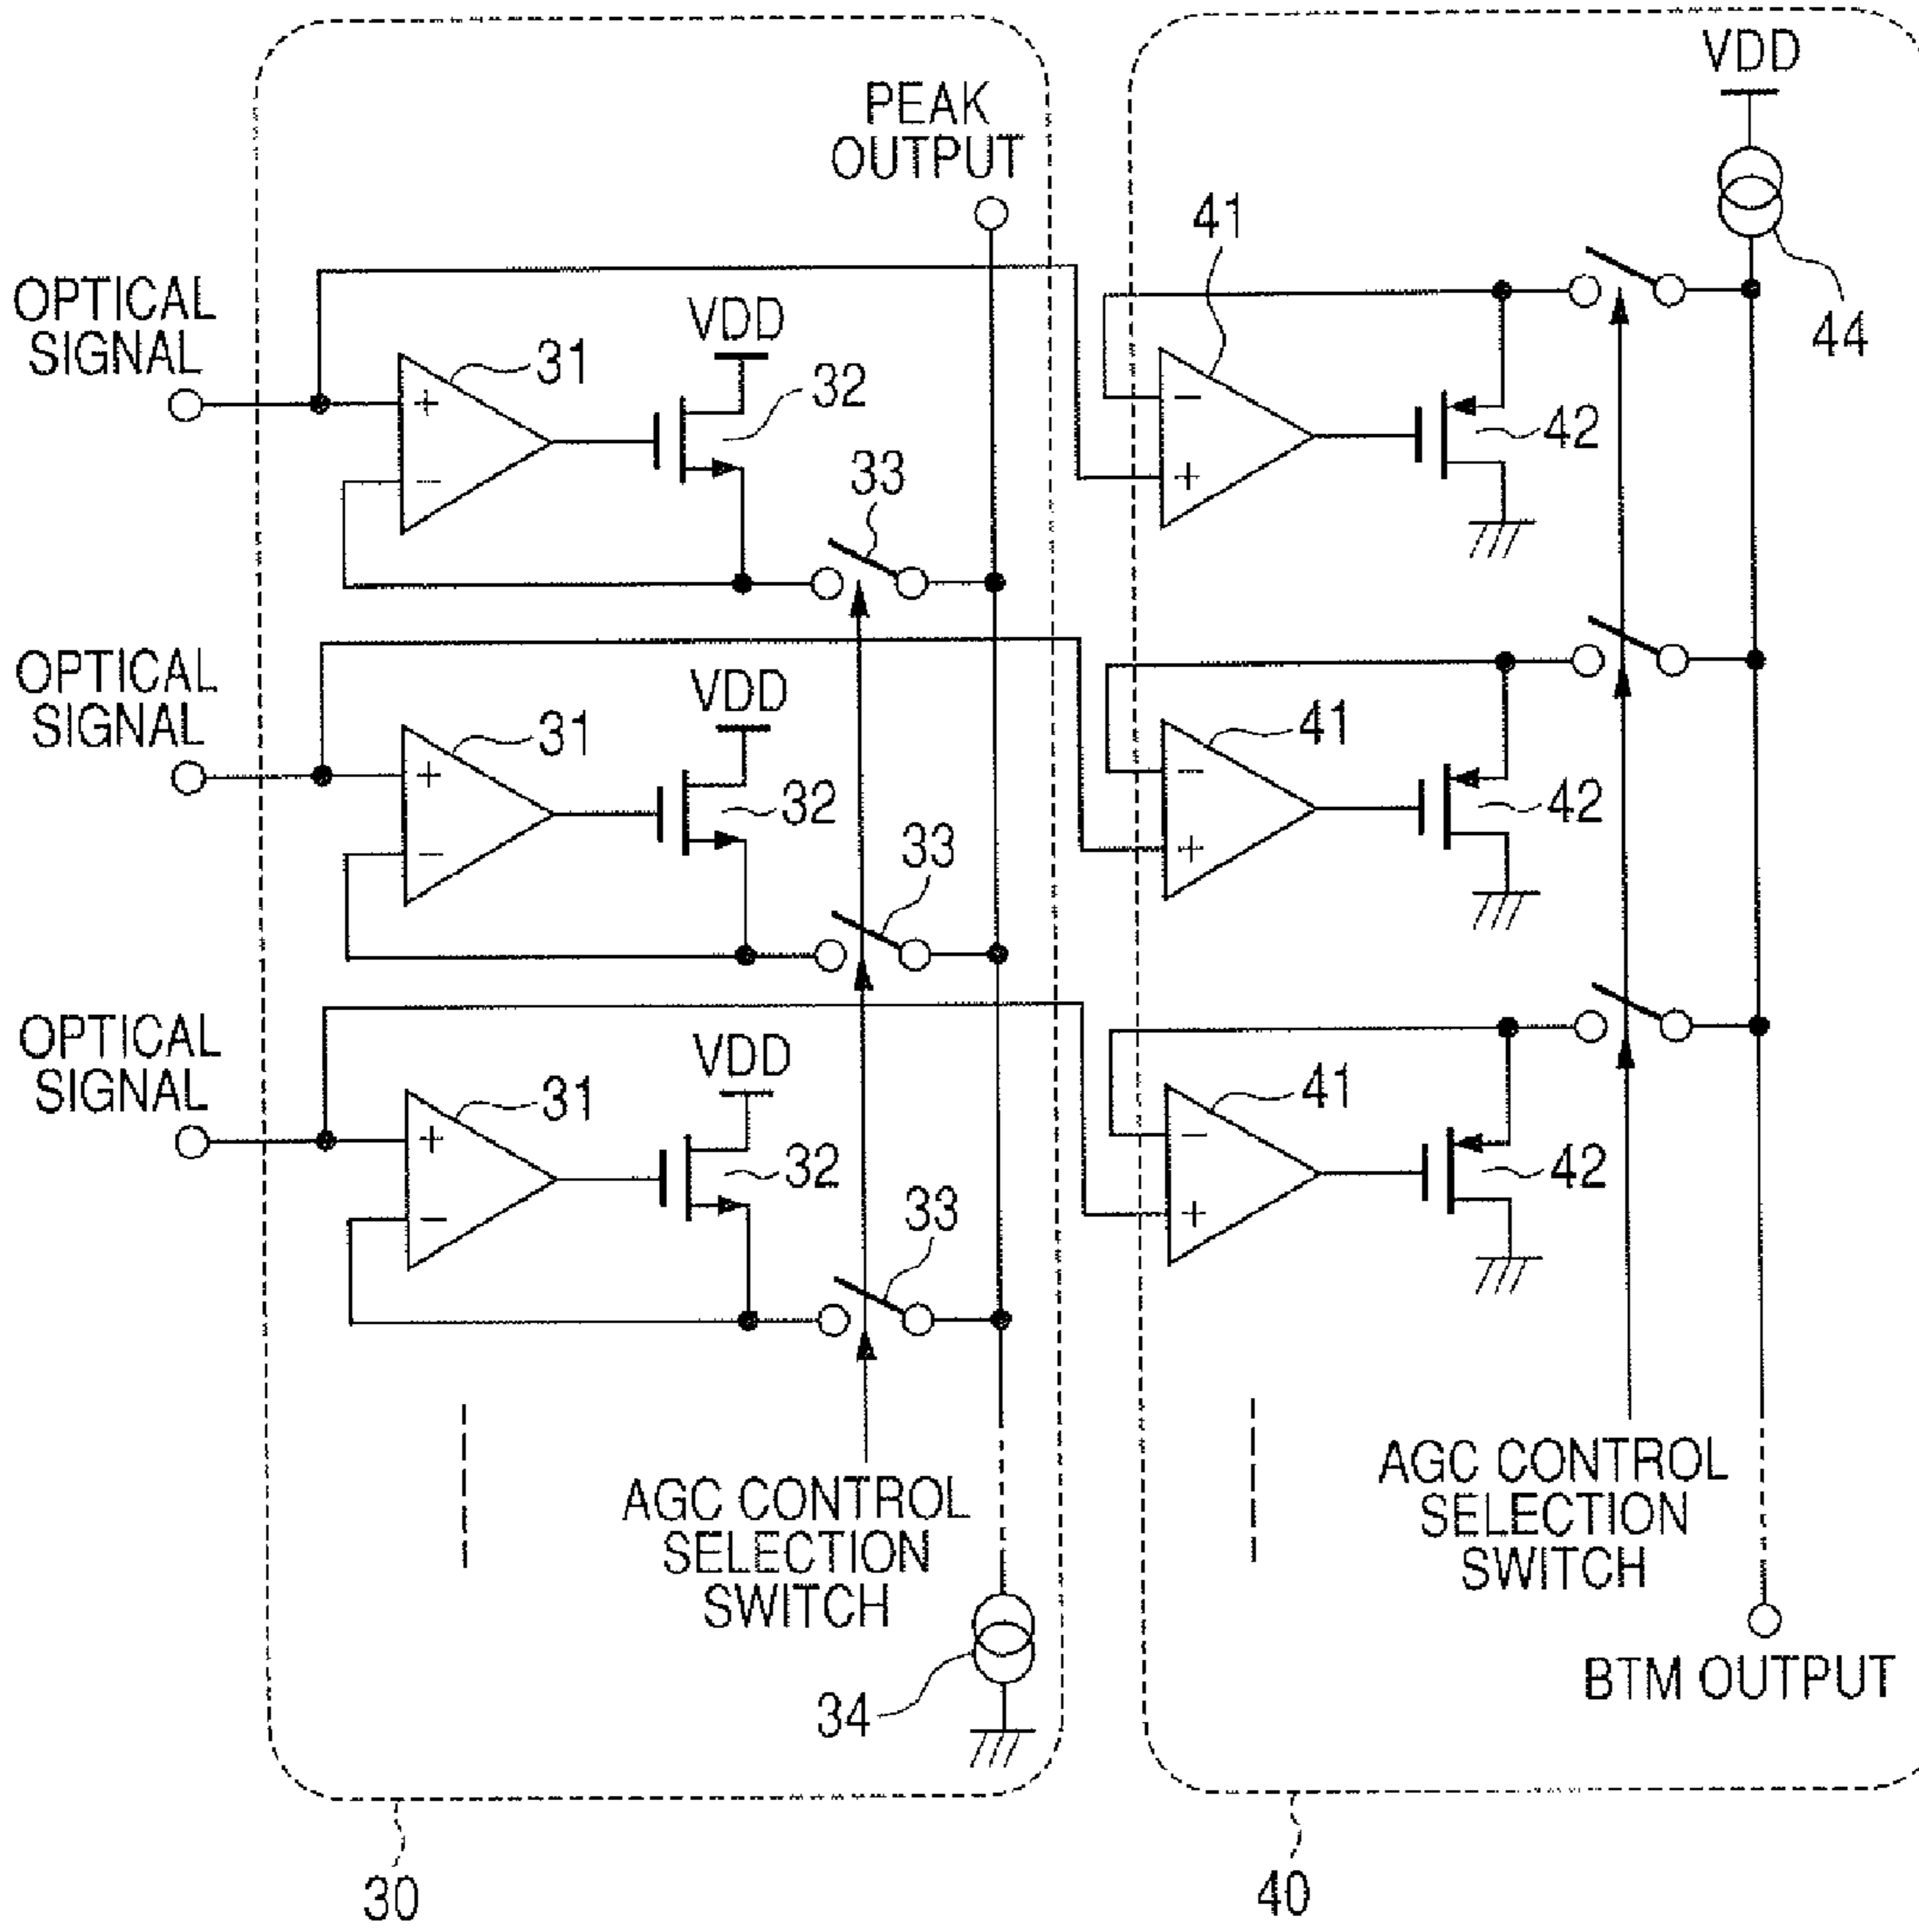 VDD
PEAK
OUTPUT
41
44
OPTICAL
SIGNAL
VDD
31
+
−
32
−
+
42
33
OPTICAL
SIGNAL
VDD
31
+
−
32
41
−
+
42
33
OPTICAL
SIGNAL
VDD
31
+
−
32
41
−
+
42
33
AGC CONTROL
SELECTION
SWITCH
AGC CONTROL
SELECTION
SWITCH
34
BTM OUTPUT
30
40